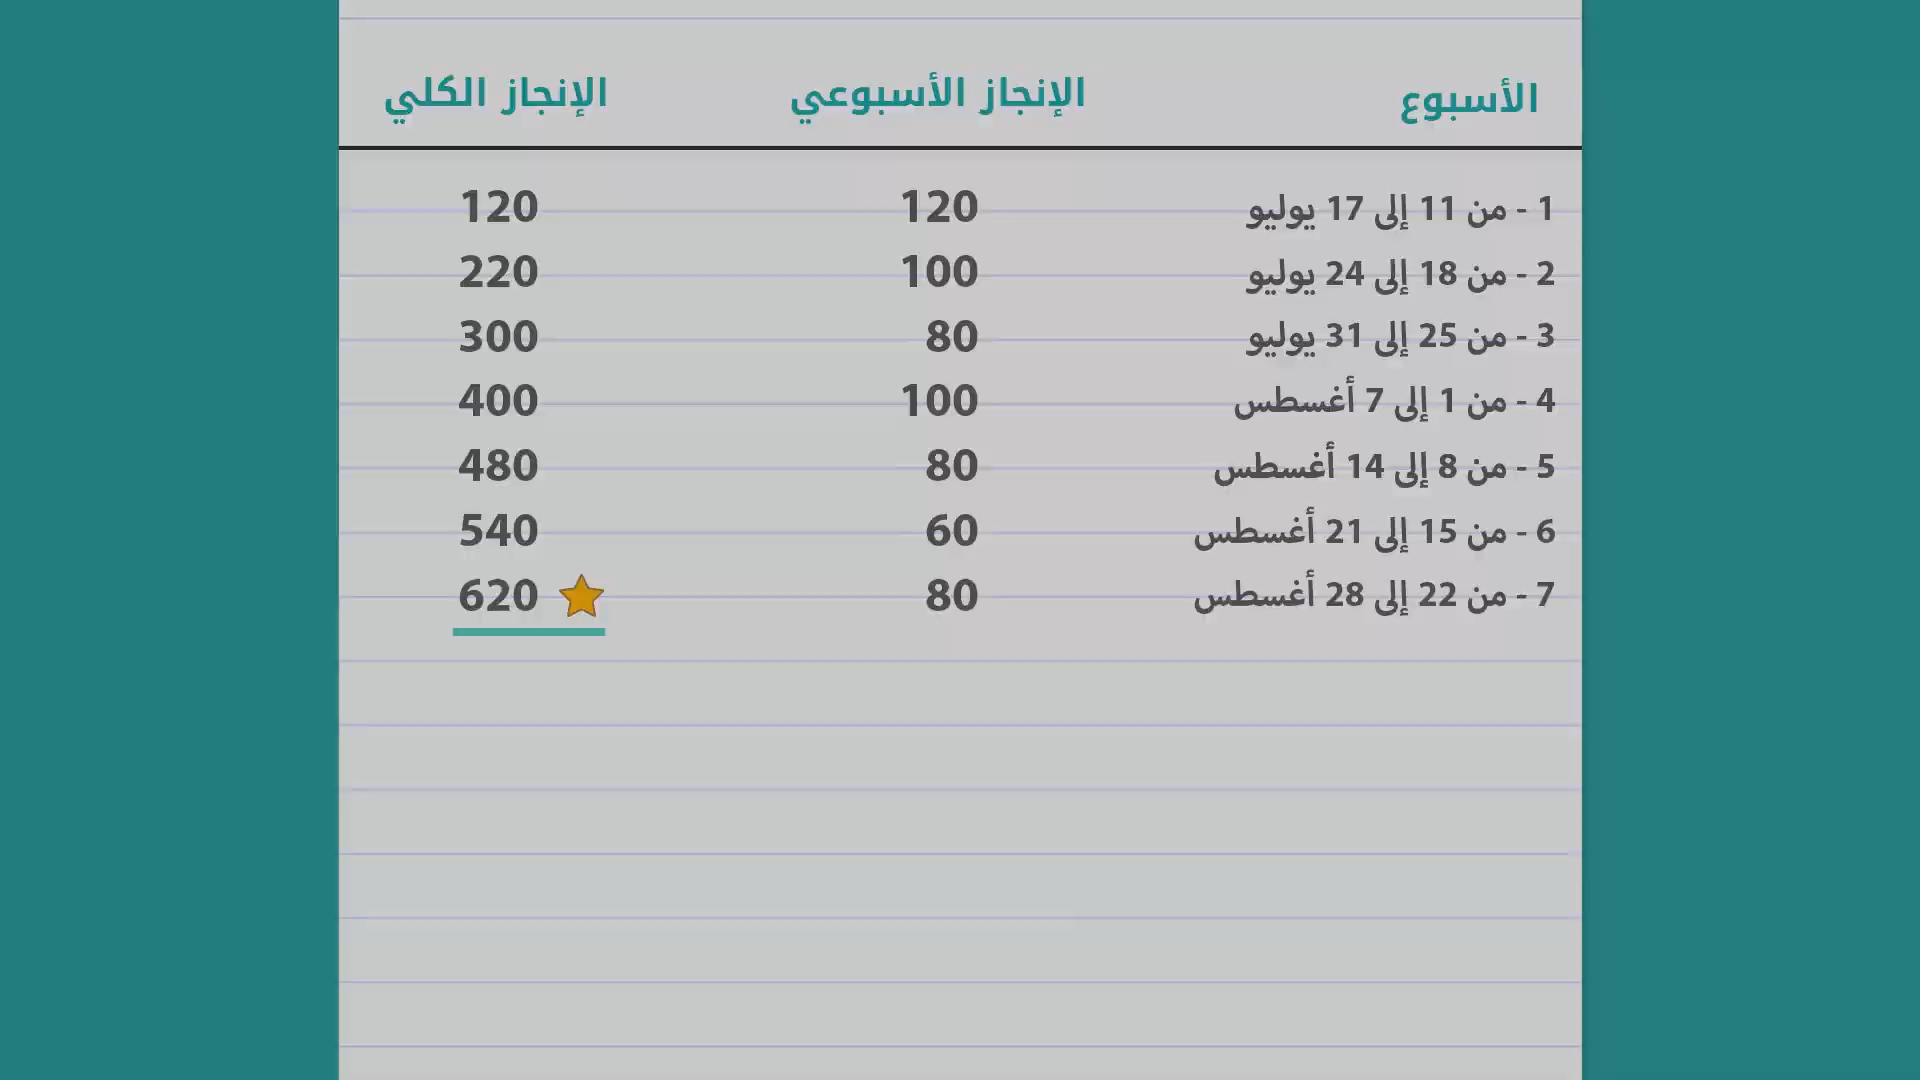 الأسبوع الإنجاز الأسبوعي الإنجاز الكلي
1 - من 11 إلى 17 يوليو 120 120
2 - من 18 إلى 24 يوليو 100 220
3 - من 25 إلى 31 يوليو 80 300
4 - من 1 إلى 7 أغسطس 100 400
5 - من 8 إلى 14 أغسطس 80 480
6 - من 15 إلى 21 أغسطس 60 540
7 - من 22 إلى 28 أغسطس 80 620